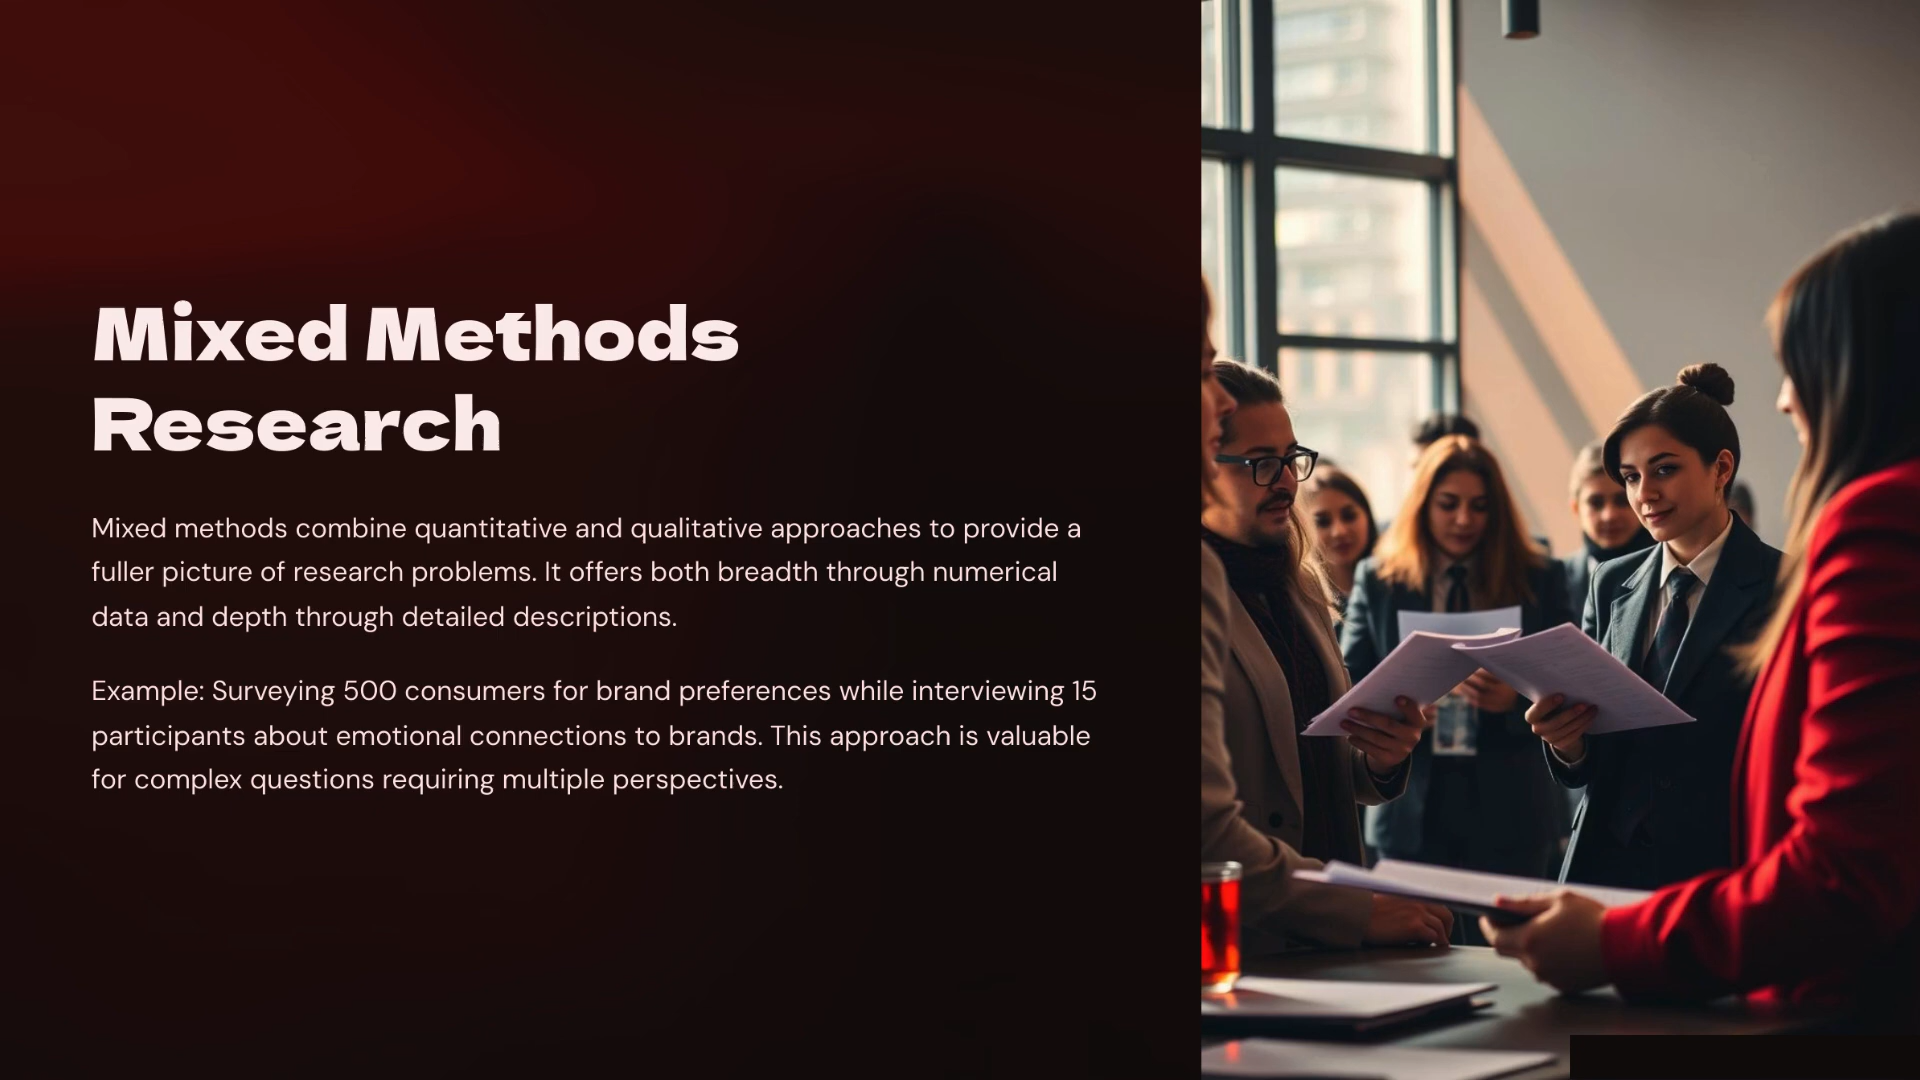 Mixed Methods
Research
Mixed methods combine quantitative and qualitative approaches to provide a
fuller picture of research problems. It offers both breadth through numerical
data and depth through detailed descriptions.
Example: Surveying 500 consumers for brand preferences while interviewing 15
participants about emotional connections to brands. This approach is valuable
for complex questions requiring multiple perspectives.